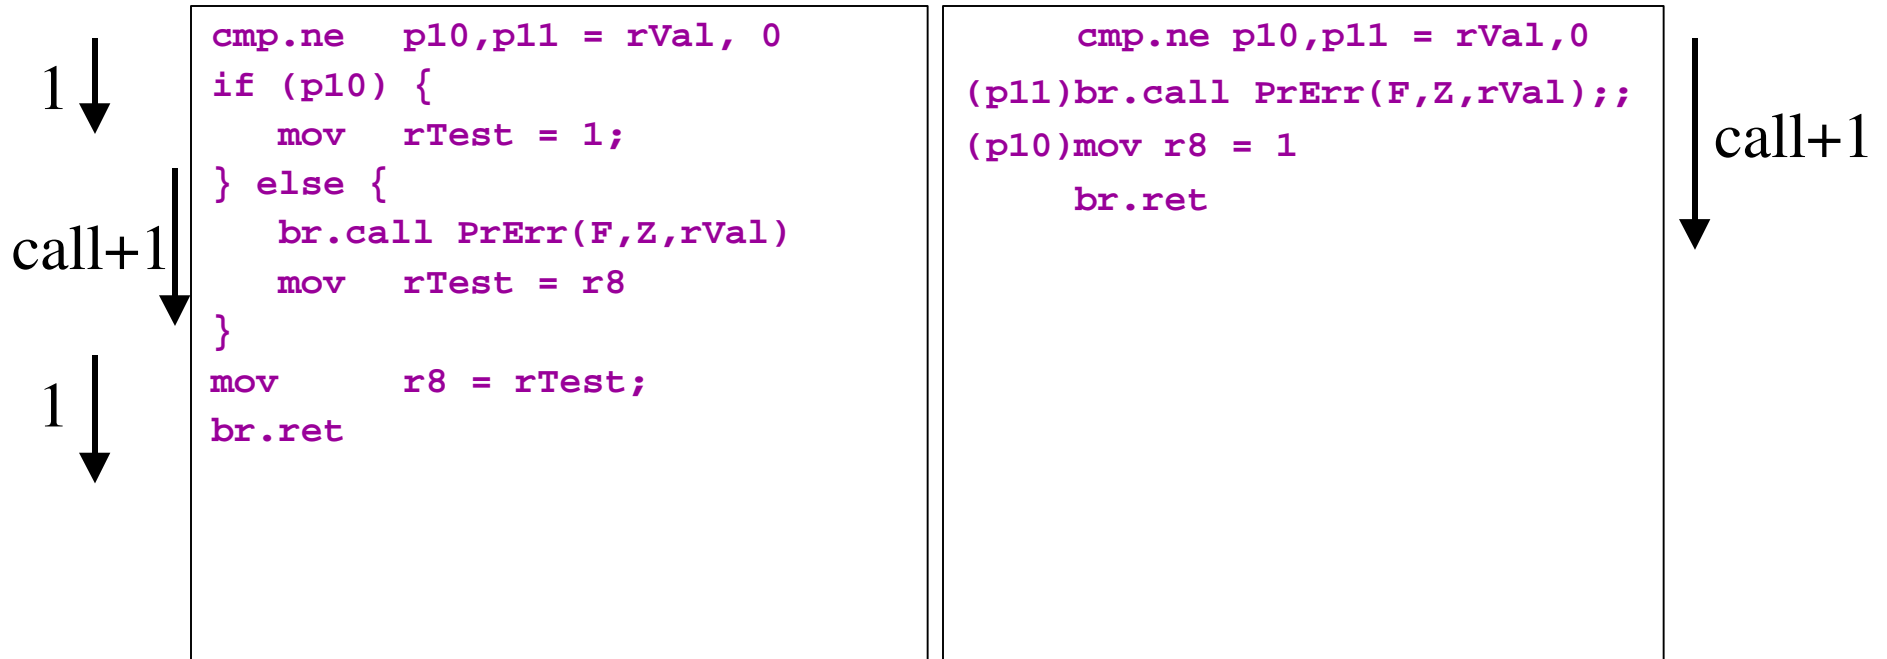 1
call+1
1
cmp.ne   p10,p11 = rVal, 0
if (p10) {
   mov   rTest = 1;
} else {
   br.call PrErr(F,Z,rVal)
   mov   rTest = r8
}
mov      r8 = rTest;
br.ret
     cmp.ne p10,p11 = rVal,0
(p11)br.call PrErr(F,Z,rVal);;
(p10)mov r8 = 1
     br.ret
call+1